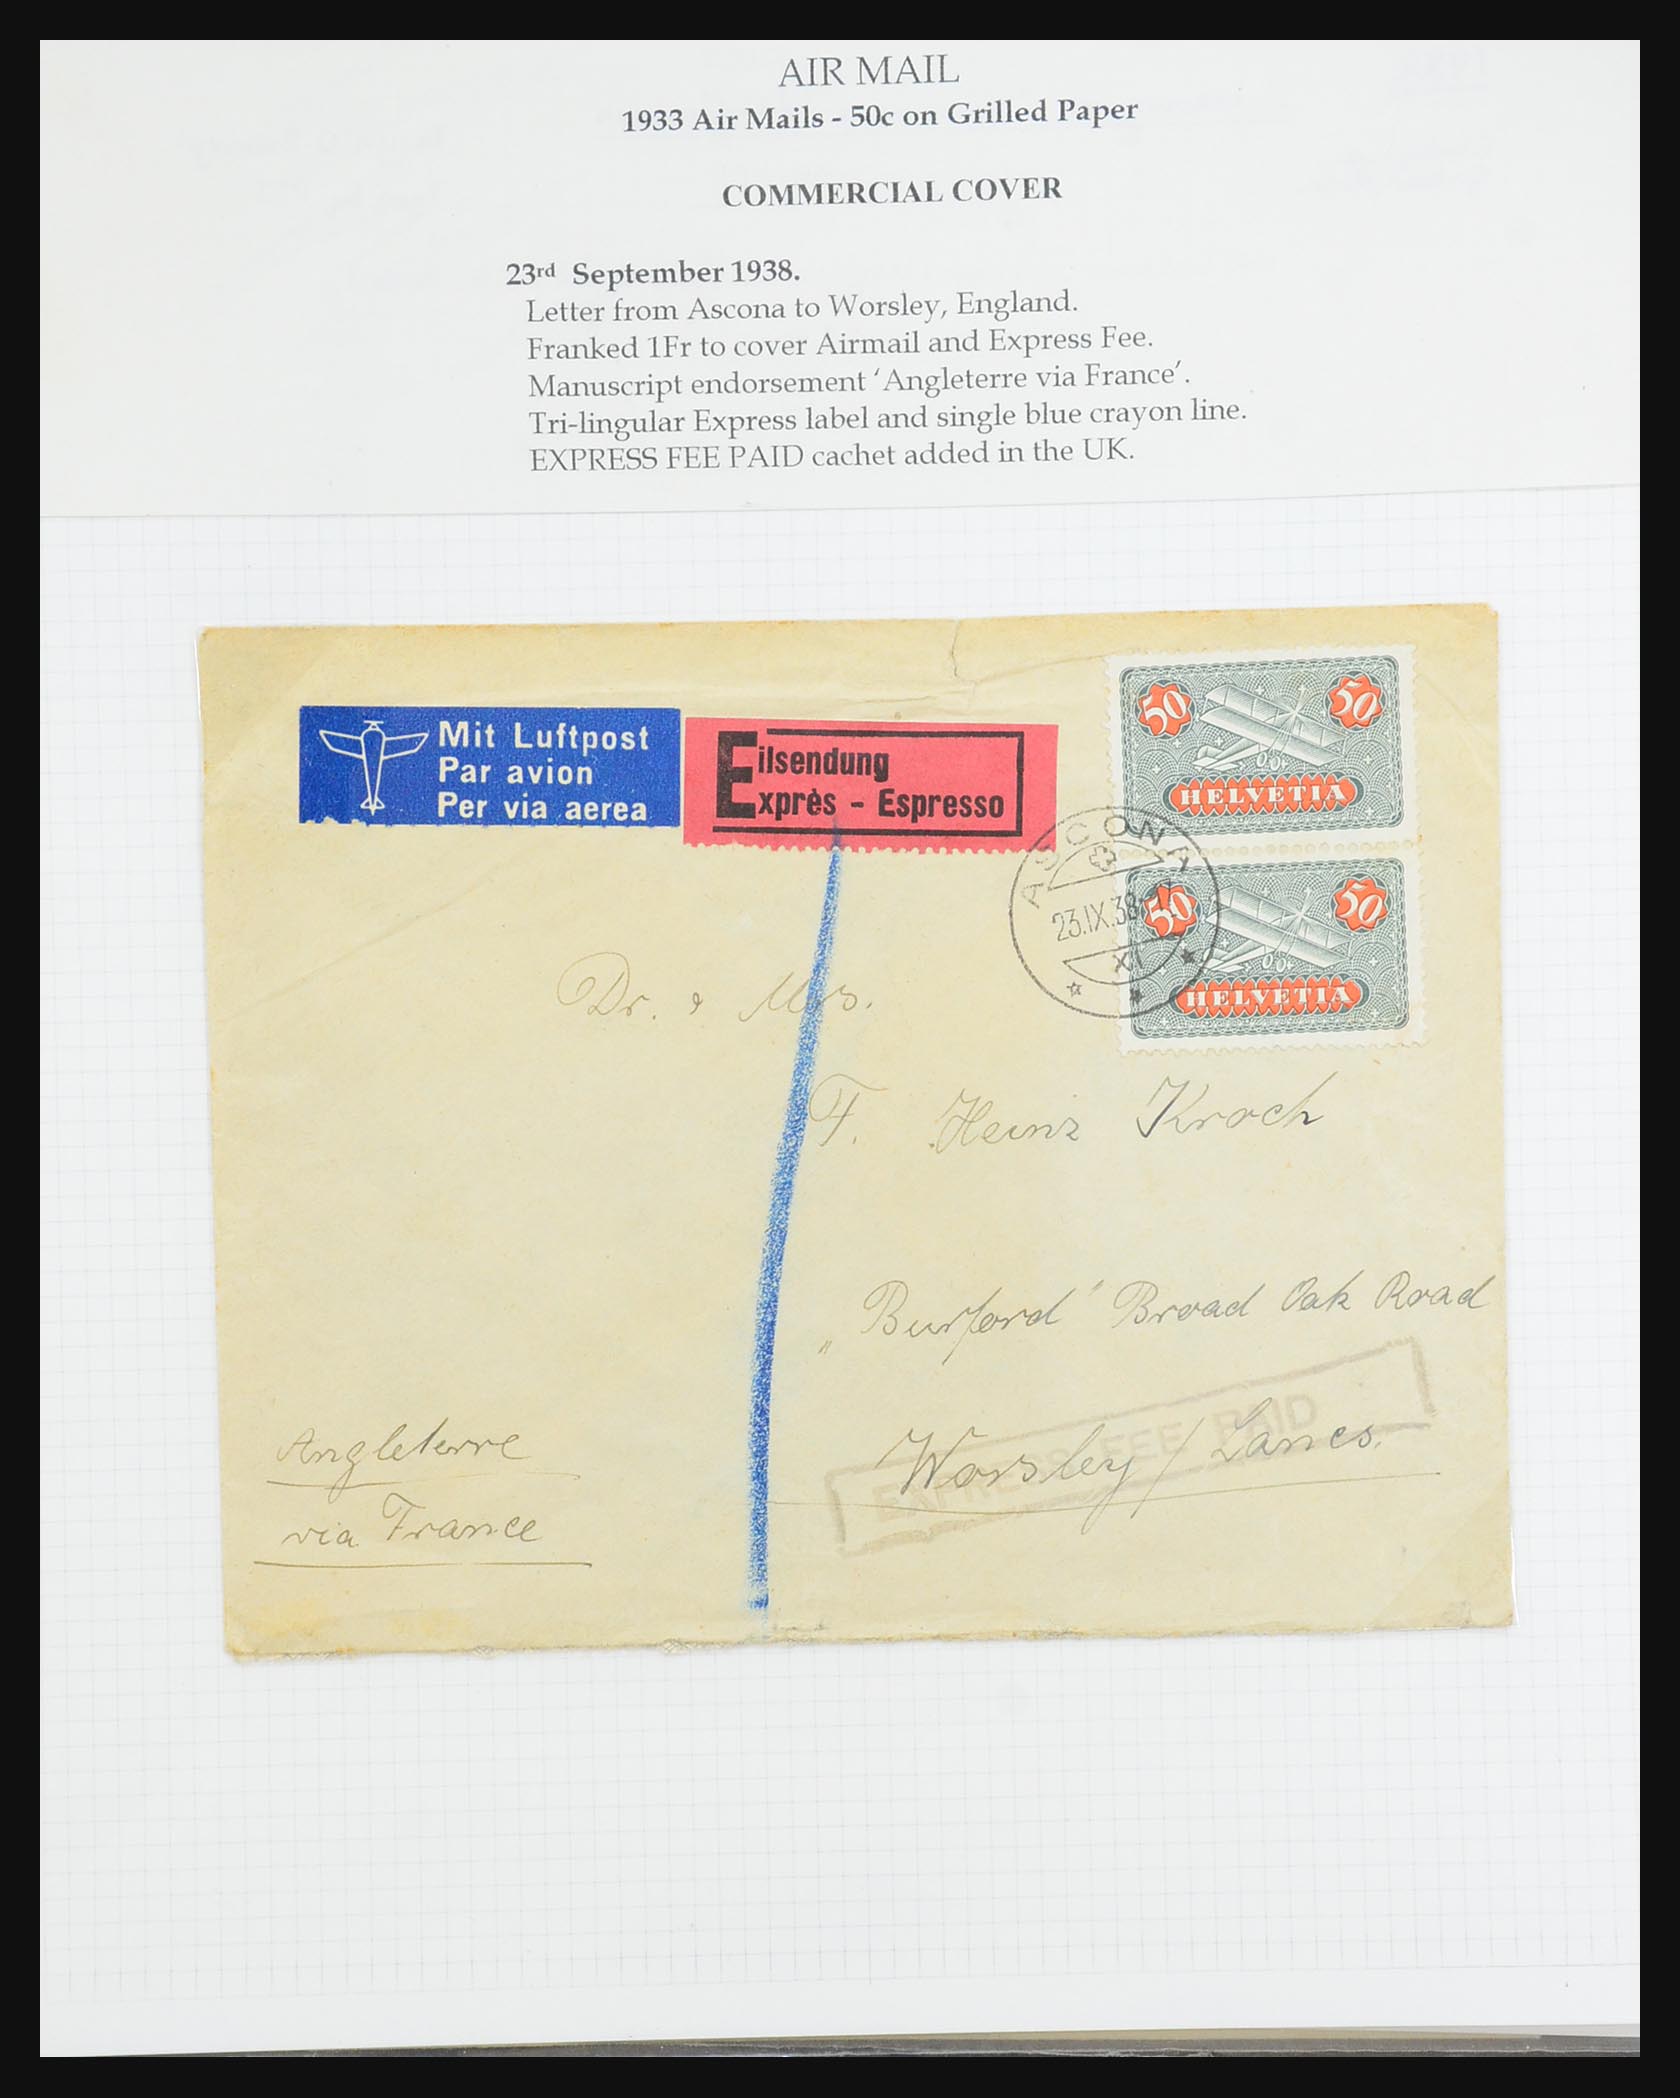 AIR MAIL
1933 Air Mails - 50c on Grilled Paper
COMMERCIAL COVER
23rd September 1938.
Letter from Ascona to Worsley, England.
Franked 1Fr to cover Airmail and Express Fee.
Manuscript endorsement ‘Angleterre via France’.
Tri-lingular Express label and single blue crayon line.
EXPRESS FEE PAID cachet added in the UK.
Mit Luftpost
Par avion
Per via aerea
Eilsendung
Exprès - Espresso
50 50
HELVETIA
ASCONA
23.IX.38
XI
50 50
HELVETIA
Dr. & Mrs.
F. Heinz Kroch
„Burford" Broad Oak Road
EXPRESS FEE PAID
Worsley / Lancs.
Angleterre
via France